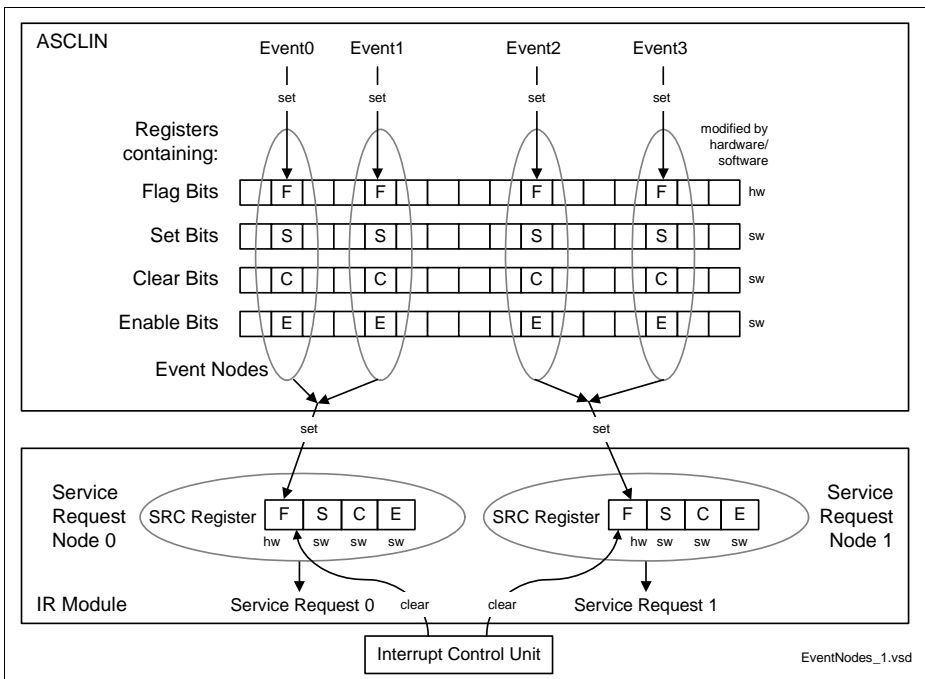 ASCLIN
Event0 Event1 Event2 Event3
set set set set
Registers
containing:
modified by
hardware/
software
Flag Bits F F F F hw
Set Bits S S S S sw
Clear Bits C C C C sw
Enable Bits E E E E sw
Event Nodes
set set
Service
Request
Node 0
SRC Register F S C E
hw sw sw sw
SRC Register F S C E
hw sw sw sw
Service
Request
Node 1
IR Module
Service Request 0 clear clear Service Request 1
Interrupt Control Unit
EventNodes_1.vsd